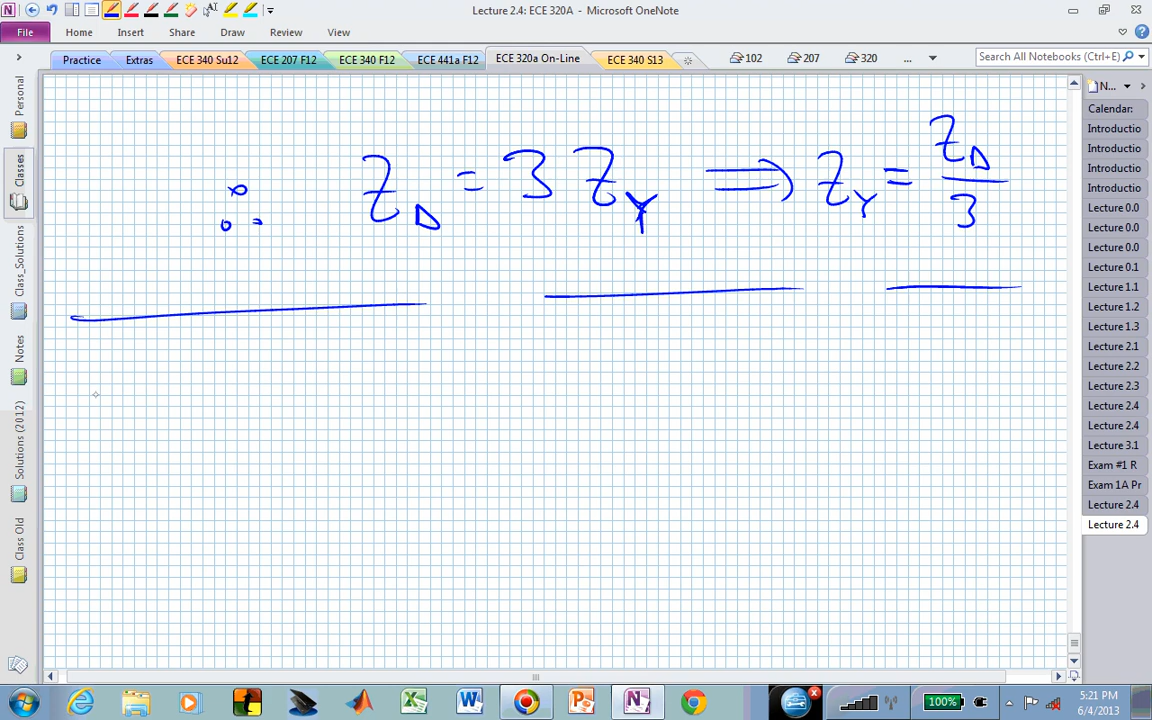 Lecture 2.4: ECE 320A - Microsoft OneNote
File Home Insert Share Draw Review View
Practice Extras ECE 340 Su12 ECE 207 F12 ECE 340 F12 ECE 441a F12 ECE 320a On-Line ECE 340 S13 102 207 320 ... Search All Notebooks (Ctrl+E)
Personal
Classes
Class_Solutions
Notes
Solutions (2012)
Class Old
∴ Z_Δ = 3 Z_Y ⟹ Z_Y = Z_Δ / 3
N...
Calendar:
Introductio
Introductio
Introductio
Introductio
Lecture 0.0
Lecture 0.0
Lecture 0.0
Lecture 0.1
Lecture 1.1
Lecture 1.2
Lecture 1.3
Lecture 2.1
Lecture 2.2
Lecture 2.3
Lecture 2.4
Lecture 2.4
Lecture 3.1
Exam #1 R
Exam 1A Pr
Lecture 2.4
Lecture 2.4
100%
5:21 PM
6/4/2013